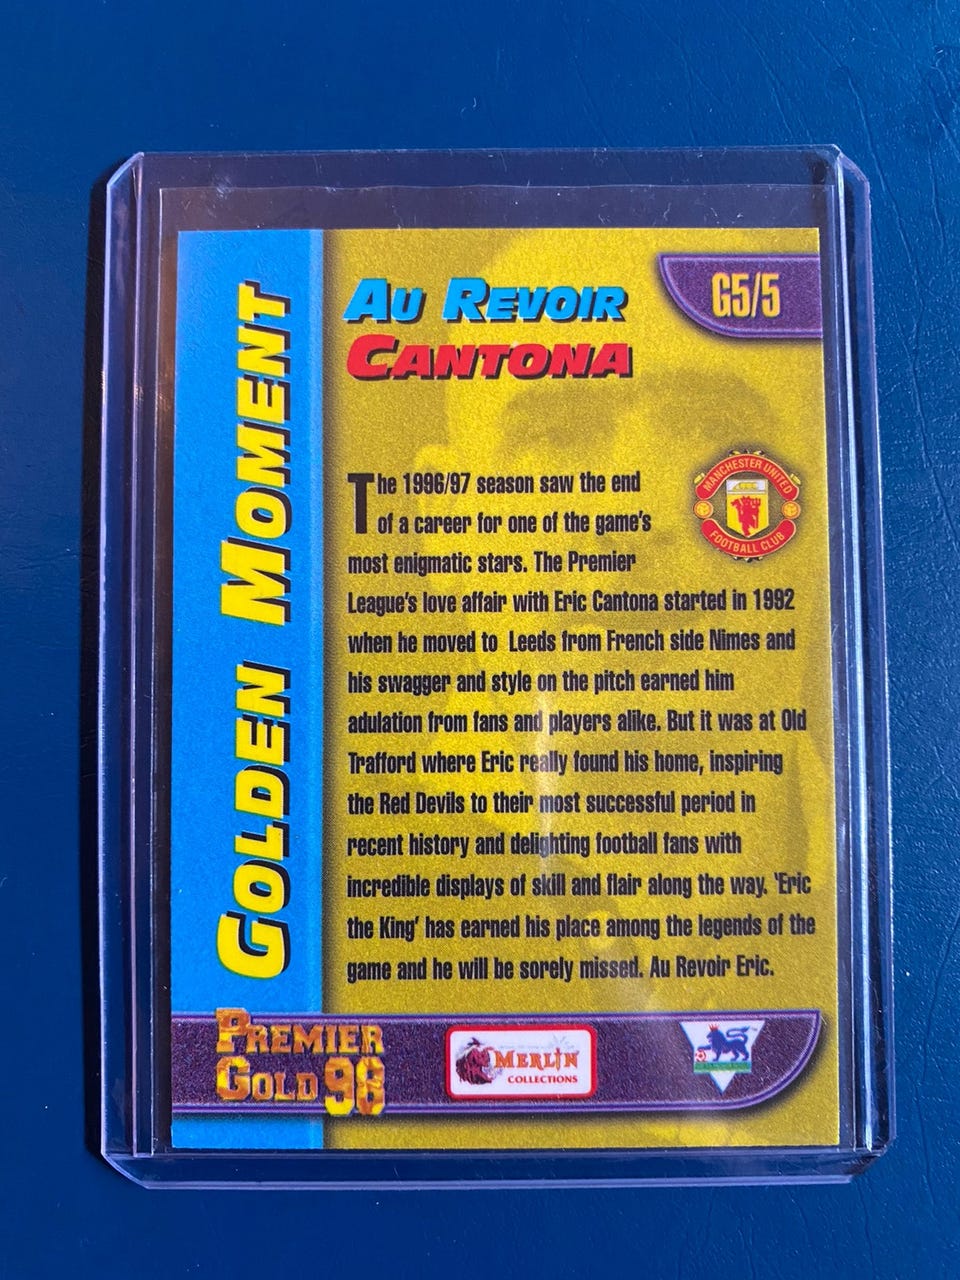 GOLDEN MOMENT
AU REVOIR
CANTONA
G5/5
MANCHESTER UNITED
FOOTBALL CLUB
The 1996/97 season saw the end
of a career for one of the game's
most enigmatic stars. The Premier
League's love affair with Eric Cantona started in 1992
when he moved to Leeds from French side Nimes and
his swagger and style on the pitch earned him
adulation from fans and players alike. But it was at Old
Trafford where Eric really found his home, inspiring
the Red Devils to their most successful period in
recent history and delighting football fans with
incredible displays of skill and flair along the way. 'Eric
the King' has earned his place among the legends of the
game and he will be sorely missed. Au Revoir Eric.
PREMIER
GOLD 98
MERLIN
COLLECTIONS